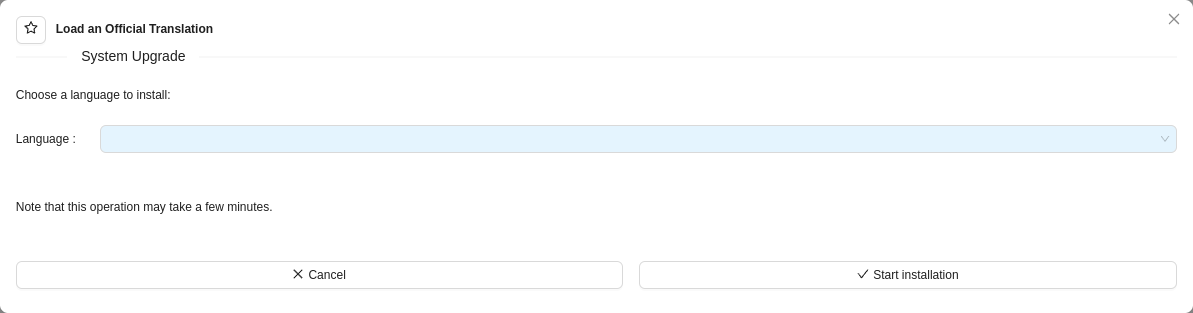 Load an Official Translation
System Upgrade
Choose a language to install:
Language :
Note that this operation may take a few minutes.
Cancel
Start installation